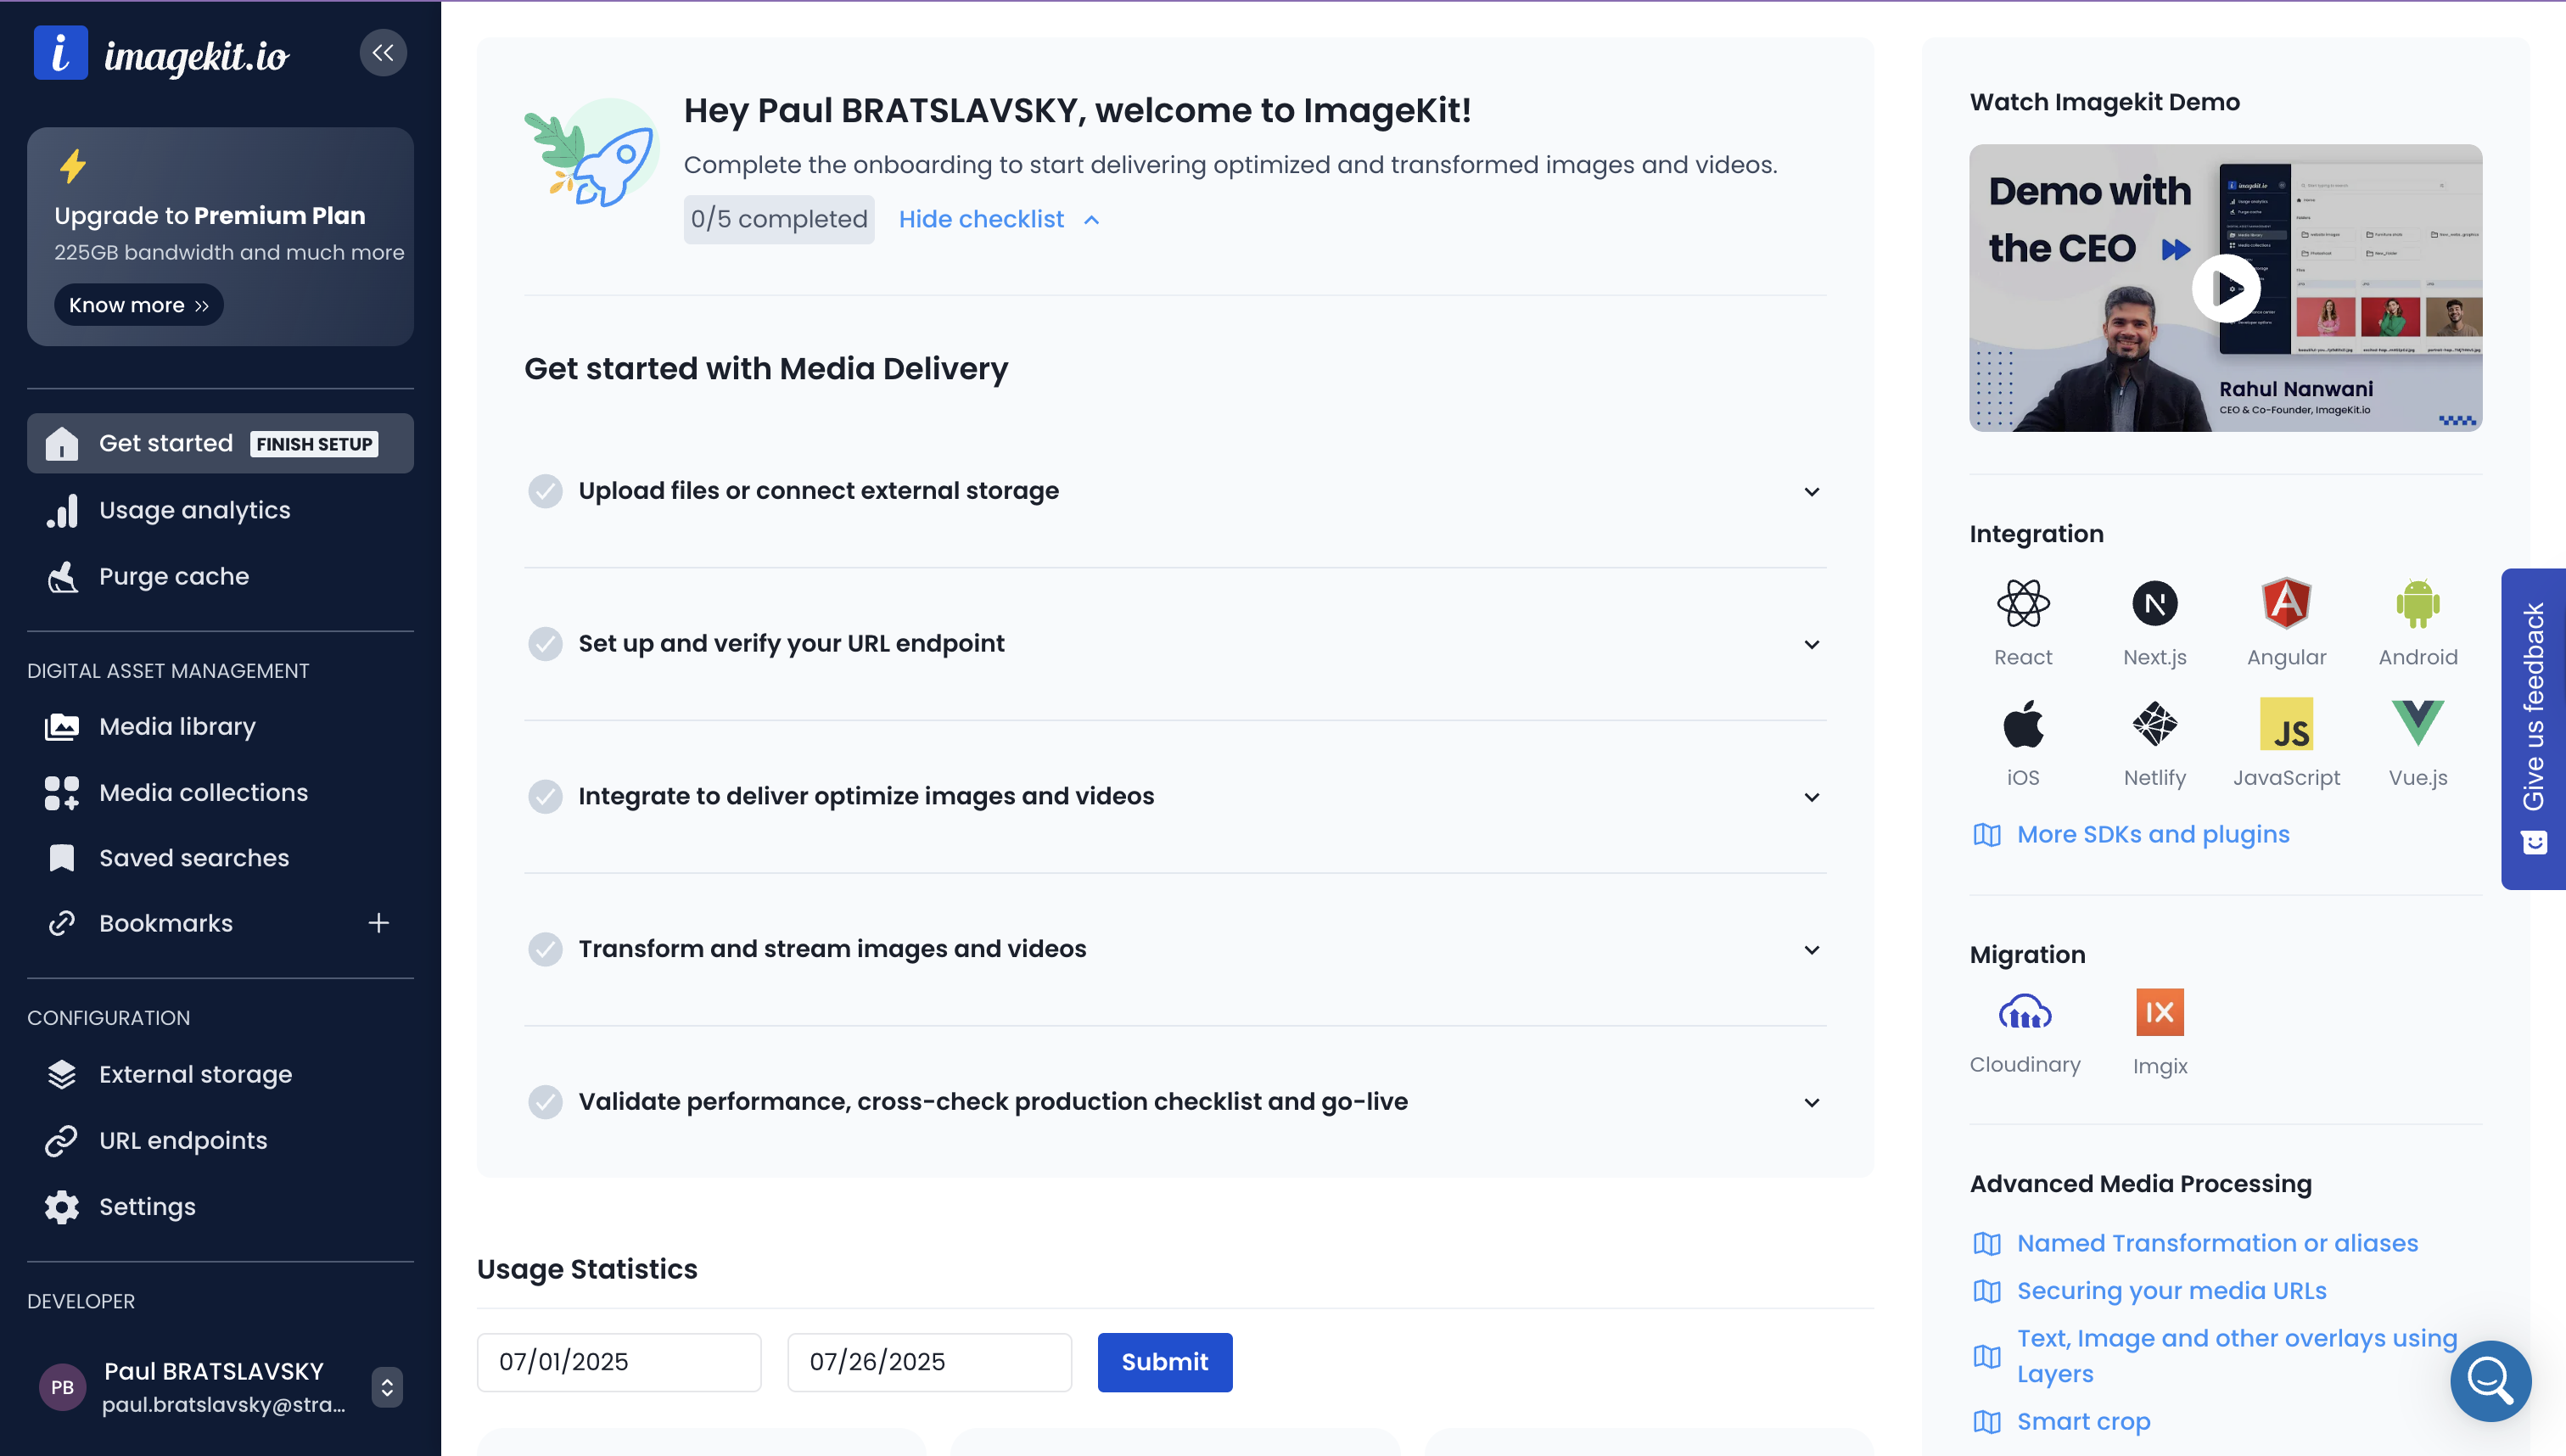 i imagekit.io
Upgrade to Premium Plan
225GB bandwidth and much more
Know more
Get started FINISH SETUP
Usage analytics
Purge cache
DIGITAL ASSET MANAGEMENT
Media library
Media collections
Saved searches
Bookmarks
CONFIGURATION
External storage
URL endpoints
Settings
DEVELOPER
PB
Paul BRATSLAVSKY
paul.bratslavsky@stra...
Hey Paul BRATSLAVSKY, welcome to ImageKit!
Complete the onboarding to start delivering optimized and transformed images and videos.
0/5 completed Hide checklist
Get started with Media Delivery
Upload files or connect external storage
Set up and verify your URL endpoint
Integrate to deliver optimize images and videos
Transform and stream images and videos
Validate performance, cross-check production checklist and go-live
Usage Statistics
07/01/2025 07/26/2025 Submit
Watch Imagekit Demo
Demo with
the CEO
Rahul Nanwani
CEO & Co-Founder, ImageKit.io
Integration
React Next.js Angular Android
JS
iOS Netlify JavaScript Vue.js
More SDKs and plugins
Migration
IX
Cloudinary Imgix
Advanced Media Processing
Named Transformation or aliases
Securing your media URLs
Text, Image and other overlays using
Layers
Smart crop
Give us feedback